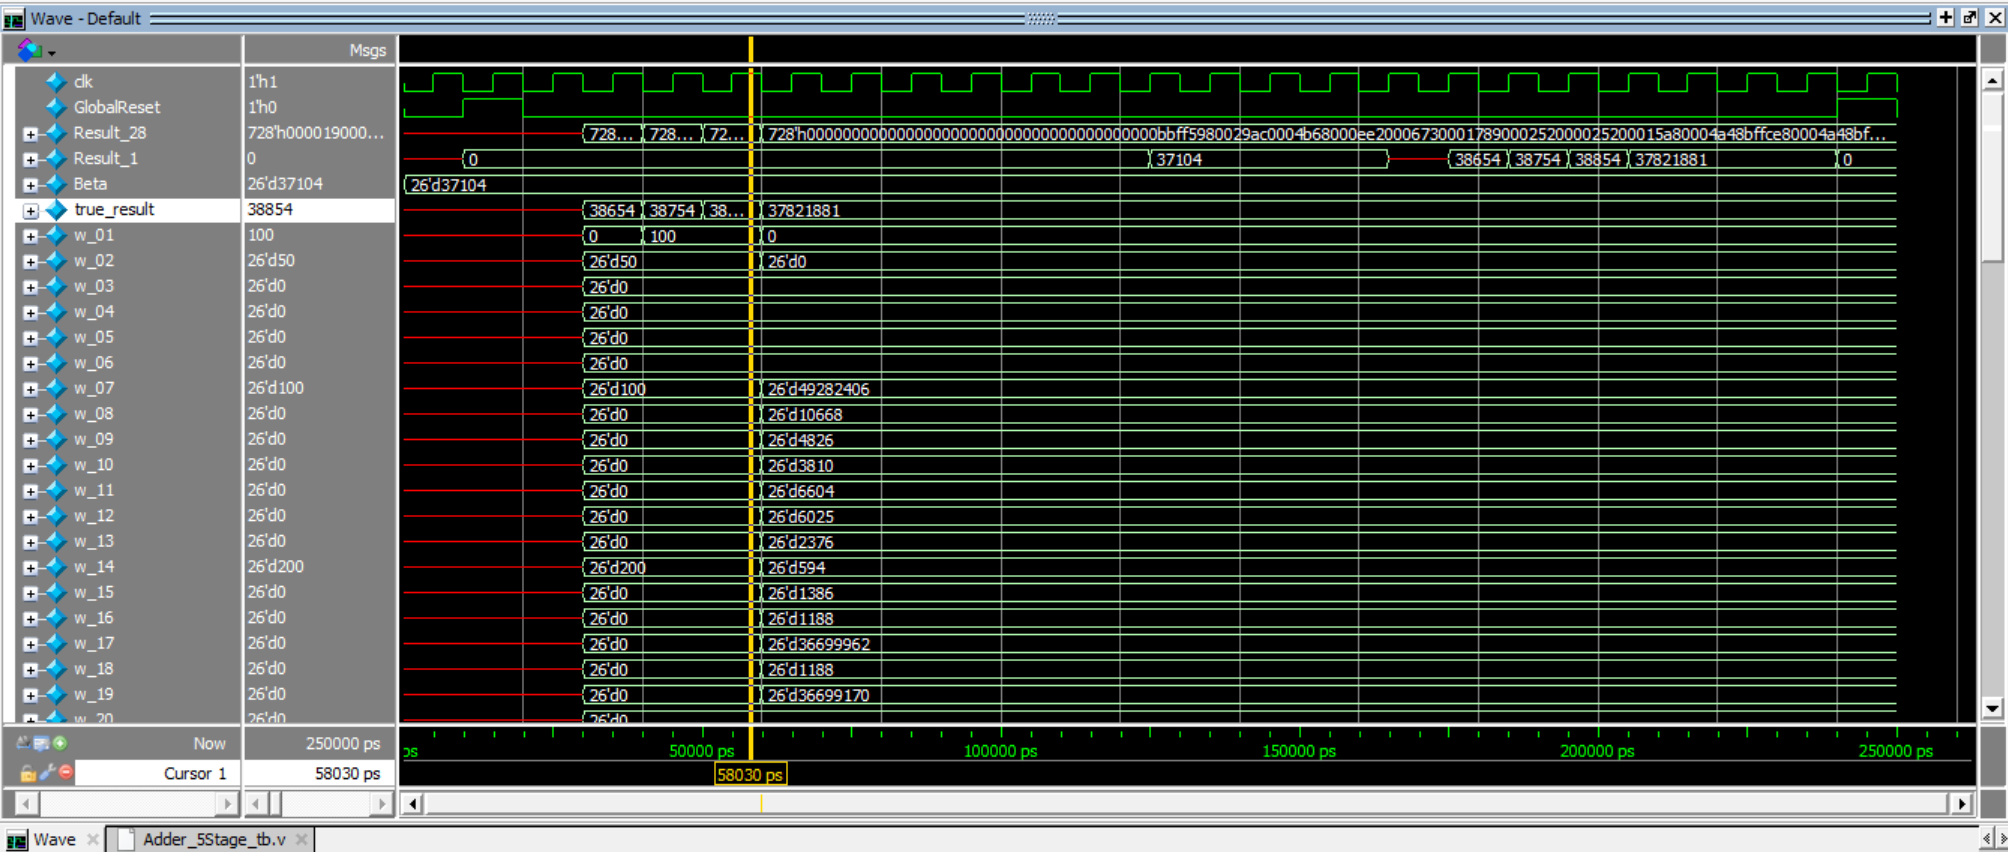 Wave - Default
Msgs
clk 1'h1
GlobalReset 1'h0
Result_28 728'h000019000... 728... 728... 72...
Result_1 0 0 37104 38654 38754 38854 37821881 0
Beta 26'd37104 26'd37104
true_result 38854 38654 38754 38... 37821881
w_01 100 0 100 0
w_02 26'd50 26'd50 26'd0
w_03 26'd0 26'd0
w_04 26'd0 26'd0
w_05 26'd0 26'd0
w_06 26'd0 26'd0
w_07 26'd100 26'd100 26'd49282406
w_08 26'd0 26'd0 26'd10668
w_09 26'd0 26'd0 26'd4826
w_10 26'd0 26'd0 26'd3810
w_11 26'd0 26'd0 26'd6604
w_12 26'd0 26'd0 26'd6025
w_13 26'd0 26'd0 26'd2376
w_14 26'd200 26'd200 26'd594
w_15 26'd0 26'd0 26'd1386
w_16 26'd0 26'd0 26'd1188
w_17 26'd0 26'd0 26'd36699962
w_18 26'd0 26'd0 26'd1188
w_19 26'd0 26'd0 26'd36699170
w_20 26'd0 26'd0
Now 250000 ps ps 50000 ps 100000 ps 150000 ps 200000 ps 250000 ps
Cursor 1 58030 ps 58030 ps
Wave Adder_5Stage_tb.v